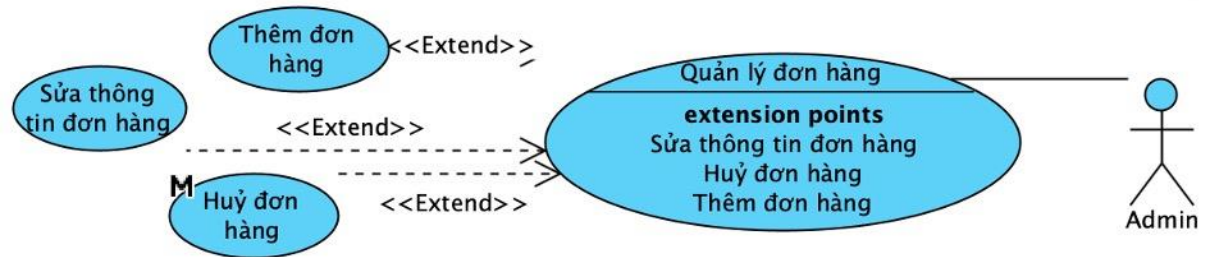 Thêm đơn
hàng
<<Extend>>
Sửa thông
tin đơn hàng
<<Extend>>
M
Huỷ đơn
hàng
<<Extend>>
Quản lý đơn hàng
extension points
Sửa thông tin đơn hàng
Huỷ đơn hàng
Thêm đơn hàng
Admin